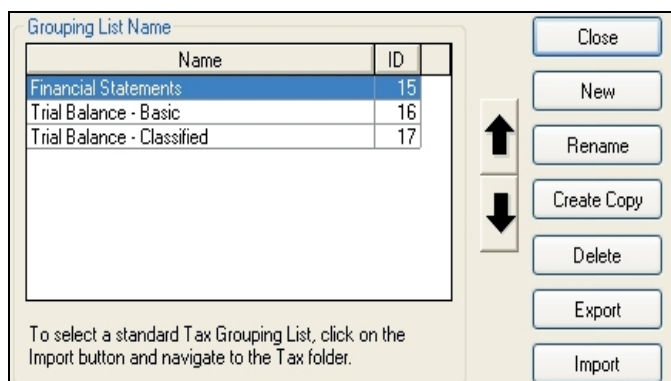 Grouping List Name
Name ID
Financial Statements 15
Trial Balance - Basic 16
Trial Balance - Classified 17
To select a standard Tax Grouping List, click on the
Import button and navigate to the Tax folder.
Close
New
Rename
Create Copy
Delete
Export
Import